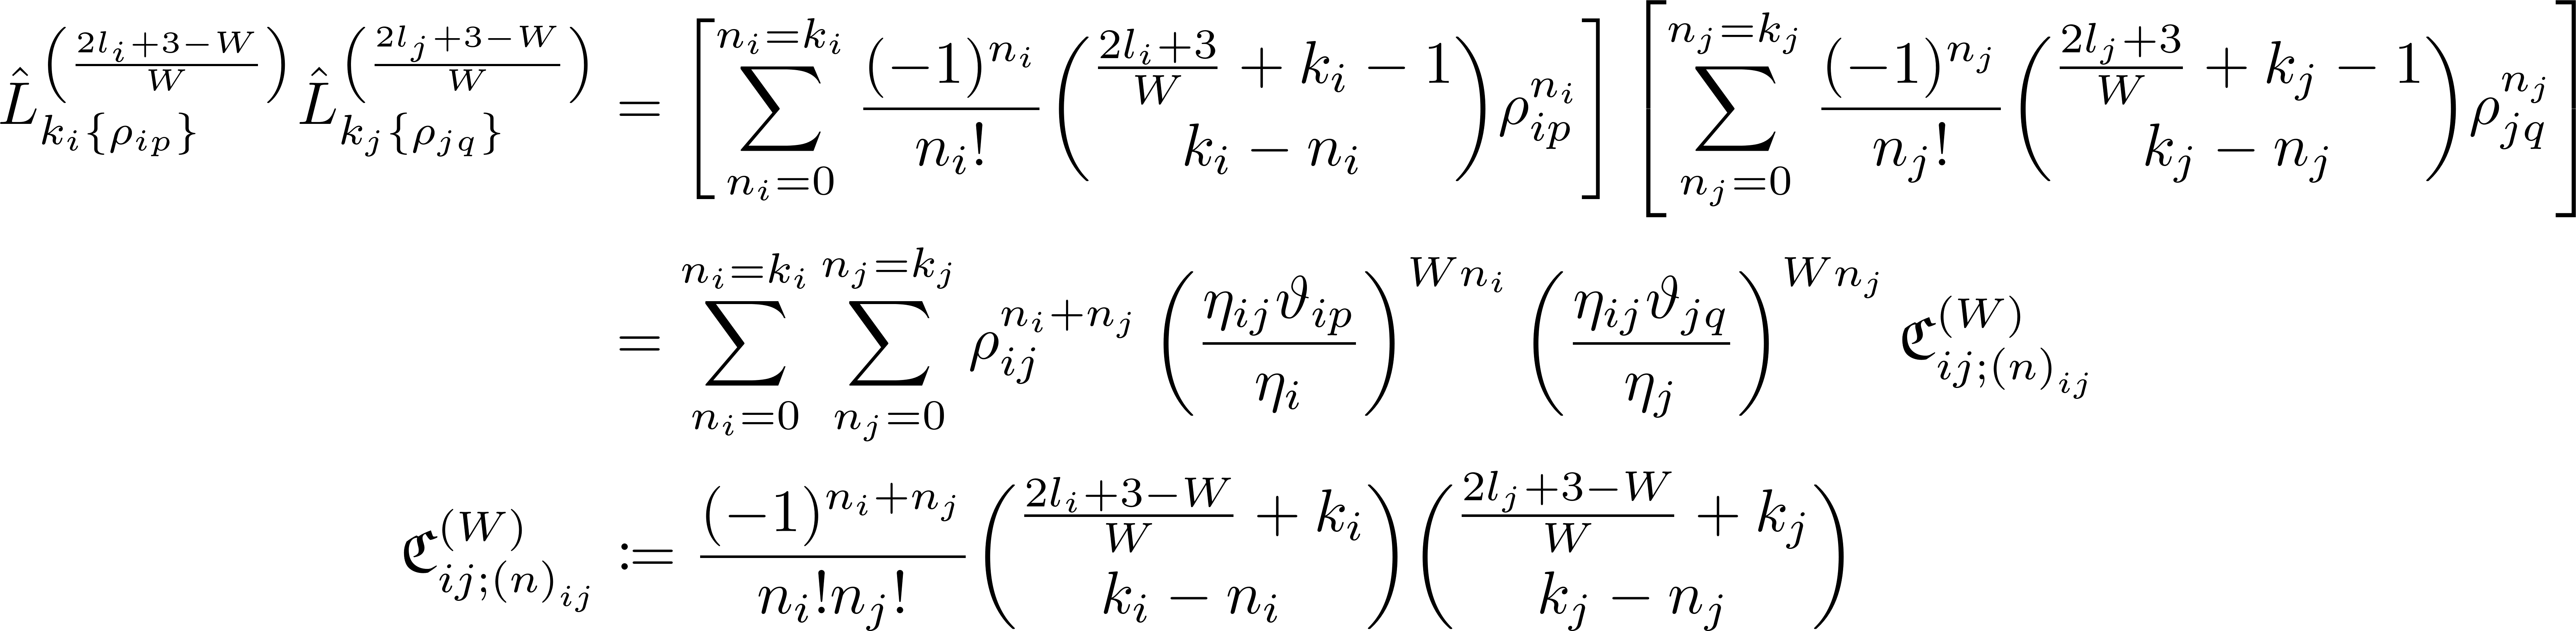 \hat{L}_{k_i\{\rho_{ip}\}}^{\left(\frac{2l_i+3-W}{W}\right)} \hat{L}_{k_j\{\rho_{jq}\}}^{\left(\frac{2l_j+3-W}{W}\right)} = \left[\sum_{n_i=0}^{n_i=k_i} \frac{(-1)^{n_i}}{n_i!} \binom{\frac{2l_i+3}{W}+k_i-1}{k_i-n_i} \rho_{ip}^{n_i}\right] \left[\sum_{n_j=0}^{n_j=k_j} \frac{(-1)^{n_j}}{n_j!} \binom{\frac{2l_j+3}{W}+k_j-1}{k_j-n_j} \rho_{jq}^{n_j}\right]
= \sum_{n_i=0}^{n_i=k_i} \sum_{n_j=0}^{n_j=k_j} \rho_{ij}^{n_i+n_j} \left(\frac{\eta_{ij}\vartheta_{ip}}{\eta_i}\right)^{Wn_i} \left(\frac{\eta_{ij}\vartheta_{jq}}{\eta_j}\right)^{Wn_j} \mathfrak{C}_{ij;(n)_{ij}}^{(W)}
\mathfrak{C}_{ij;(n)_{ij}}^{(W)} := \frac{(-1)^{n_i+n_j}}{n_i!n_j!} \binom{\frac{2l_i+3-W}{W}+k_i}{k_i-n_i} \binom{\frac{2l_j+3-W}{W}+k_j}{k_j-n_j}